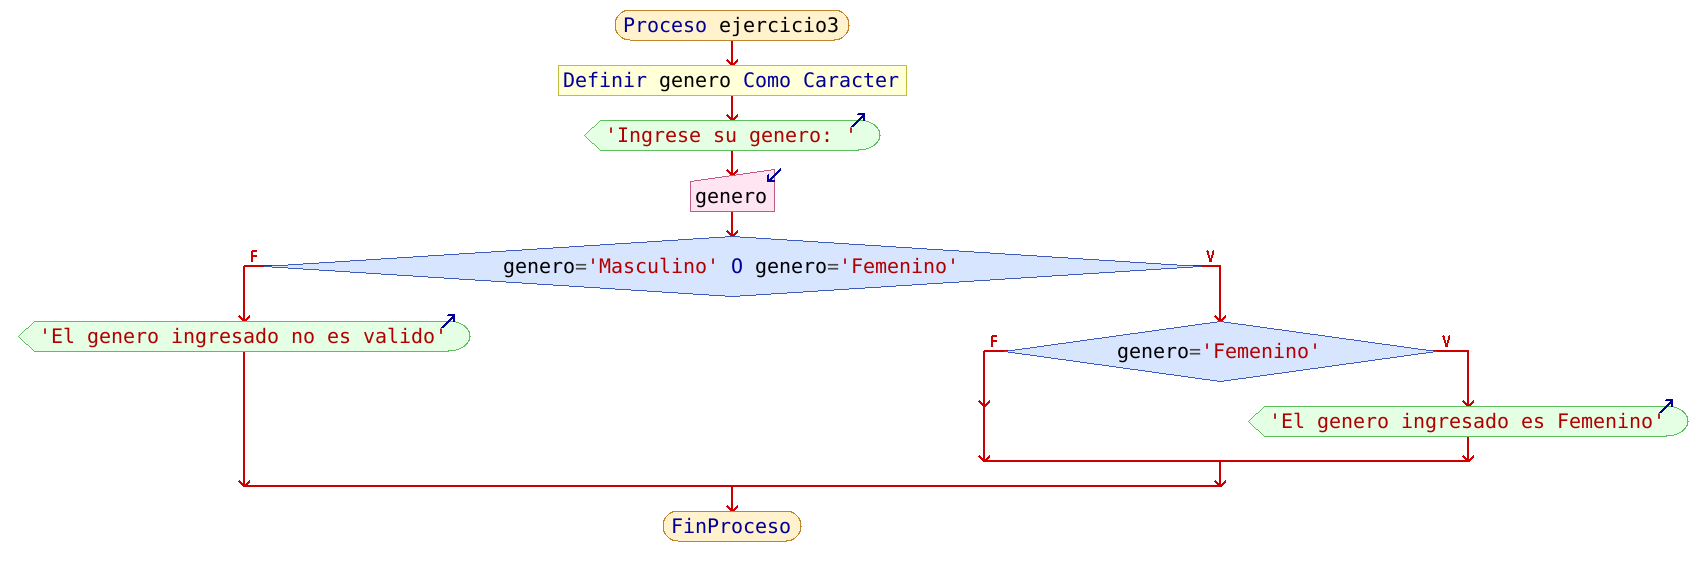 Proceso ejercicio3
Definir genero Como Caracter
'Ingrese su genero: '
genero
F
genero='Masculino' O genero='Femenino'
V
'El genero ingresado no es valido'
F
genero='Femenino'
V
'El genero ingresado es Femenino'
FinProceso